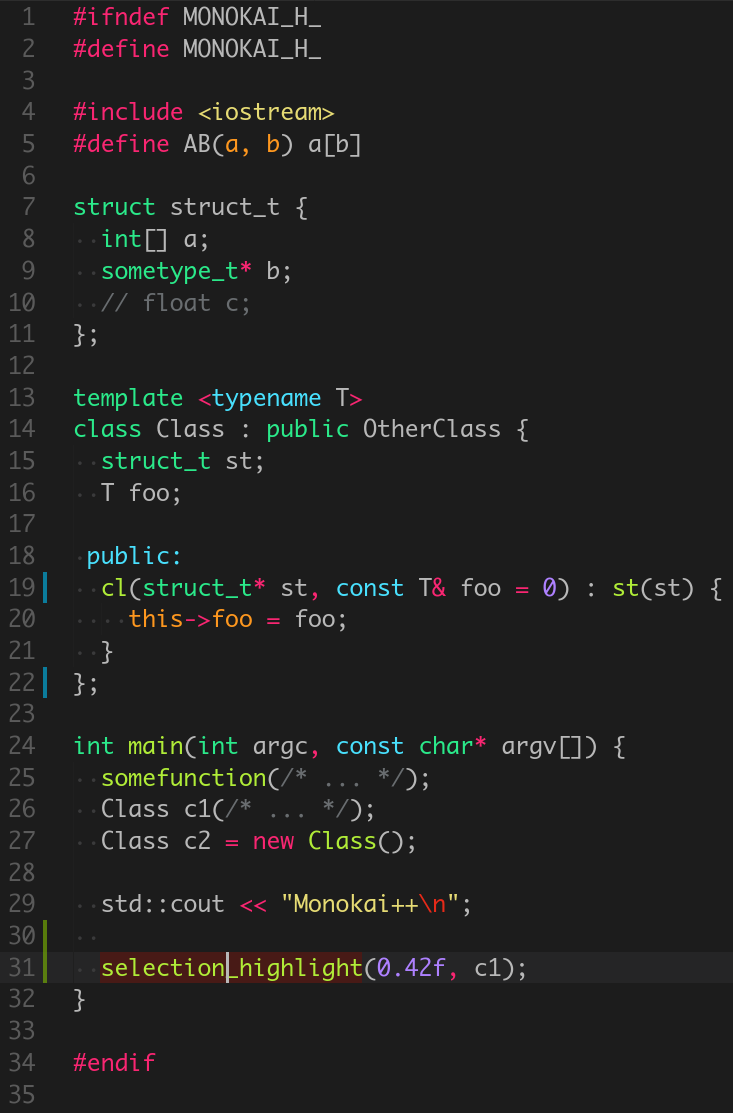 1 #ifndef MONOKAI_H_
2 #define MONOKAI_H_
3
4 #include <iostream>
5 #define AB(a, b) a[b]
6
7 struct struct_t {
8   int[] a;
9   sometype_t* b;
10   // float c;
11 };
12
13 template <typename T>
14 class Class : public OtherClass {
15   struct_t st;
16   T foo;
17
18  public:
19   cl(struct_t* st, const T& foo = 0) : st(st) {
20     this->foo = foo;
21   }
22 };
23
24 int main(int argc, const char* argv[]) {
25   somefunction(/* ... */);
26   Class c1(/* ... */);
27   Class c2 = new Class();
28
29   std::cout << "Monokai++\n";
30
31   selection_highlight(0.42f, c1);
32 }
33
34 #endif
35